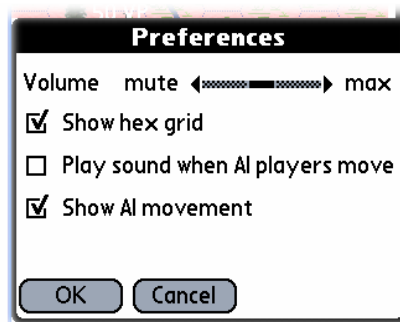 Preferences
Volume mute max
Show hex grid
Play sound when AI players move
Show AI movement
OK Cancel